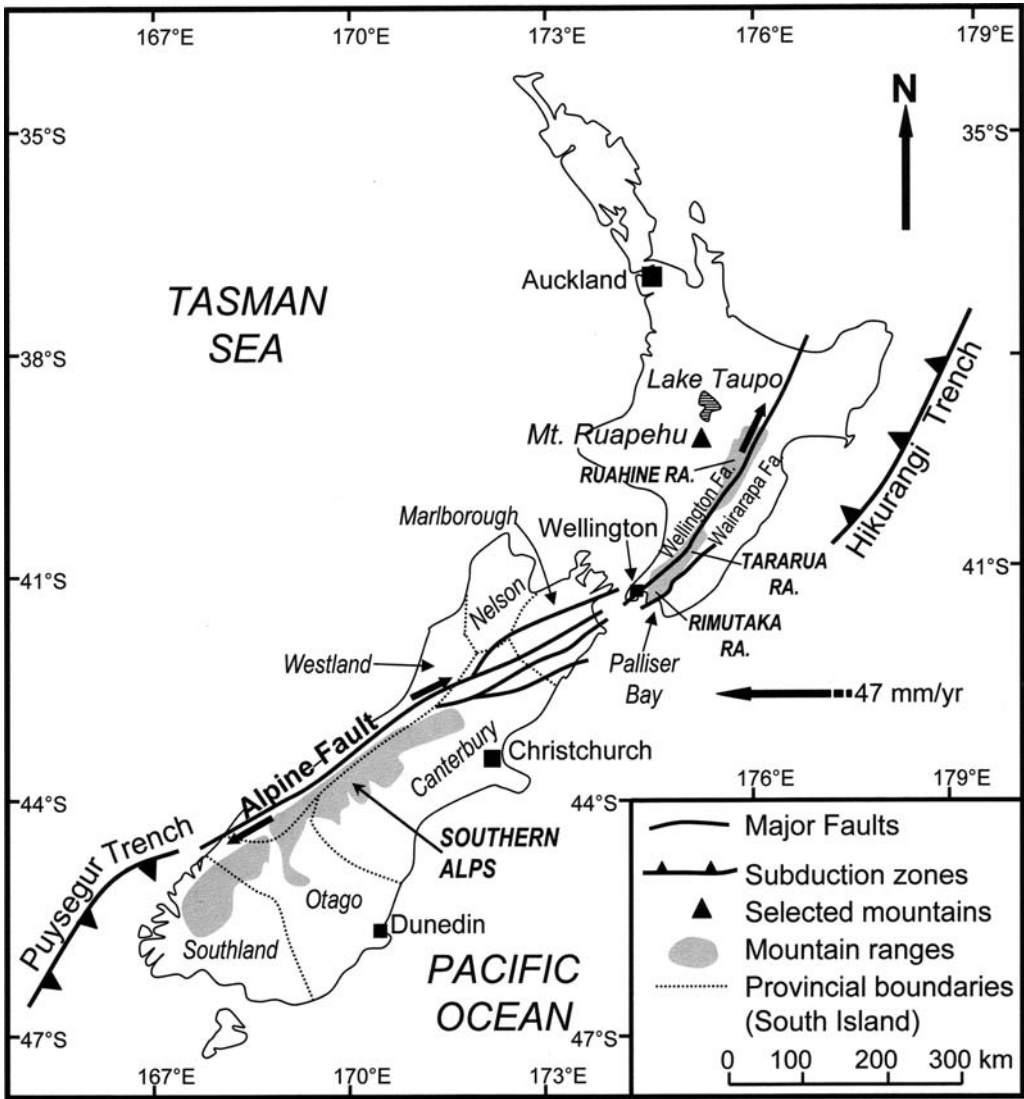 167°E 170°E 173°E 176°E 179°E
N
35°S 35°S
Auckland
TASMAN
SEA
38°S 38°S
Lake Taupo
Mt. Ruapehu
RUAHINE RA.
Hikurangi Trench
Wellington Fa.
Wairarapa Fa.
Marlborough
Wellington
41°S 41°S
TARARUA
RA.
Nelson
RIMUTAKA
RA.
Westland
Palliser
Bay
47 mm/yr
Alpine Fault
Canterbury
Christchurch
176°E 179°E
44°S 44°S
Puysegur Trench
SOUTHERN
ALPS
Otago
Dunedin
Southland
PACIFIC
OCEAN
47°S 47°S
167°E 170°E 173°E
Major Faults
Subduction zones
Selected mountains
Mountain ranges
Provincial boundaries
(South Island)
0 100 200 300 km